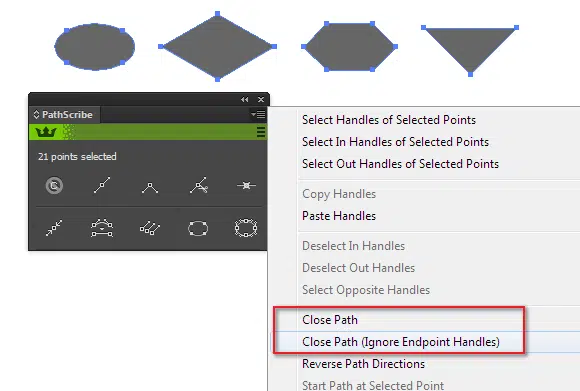 PathScribe
21 points selected
Select Handles of Selected Points
Select In Handles of Selected Points
Select Out Handles of Selected Points
Copy Handles
Paste Handles
Deselect In Handles
Deselect Out Handles
Select Opposite Handles
Close Path
Close Path (Ignore Endpoint Handles)
Reverse Path Directions
Start Path at Selected Point